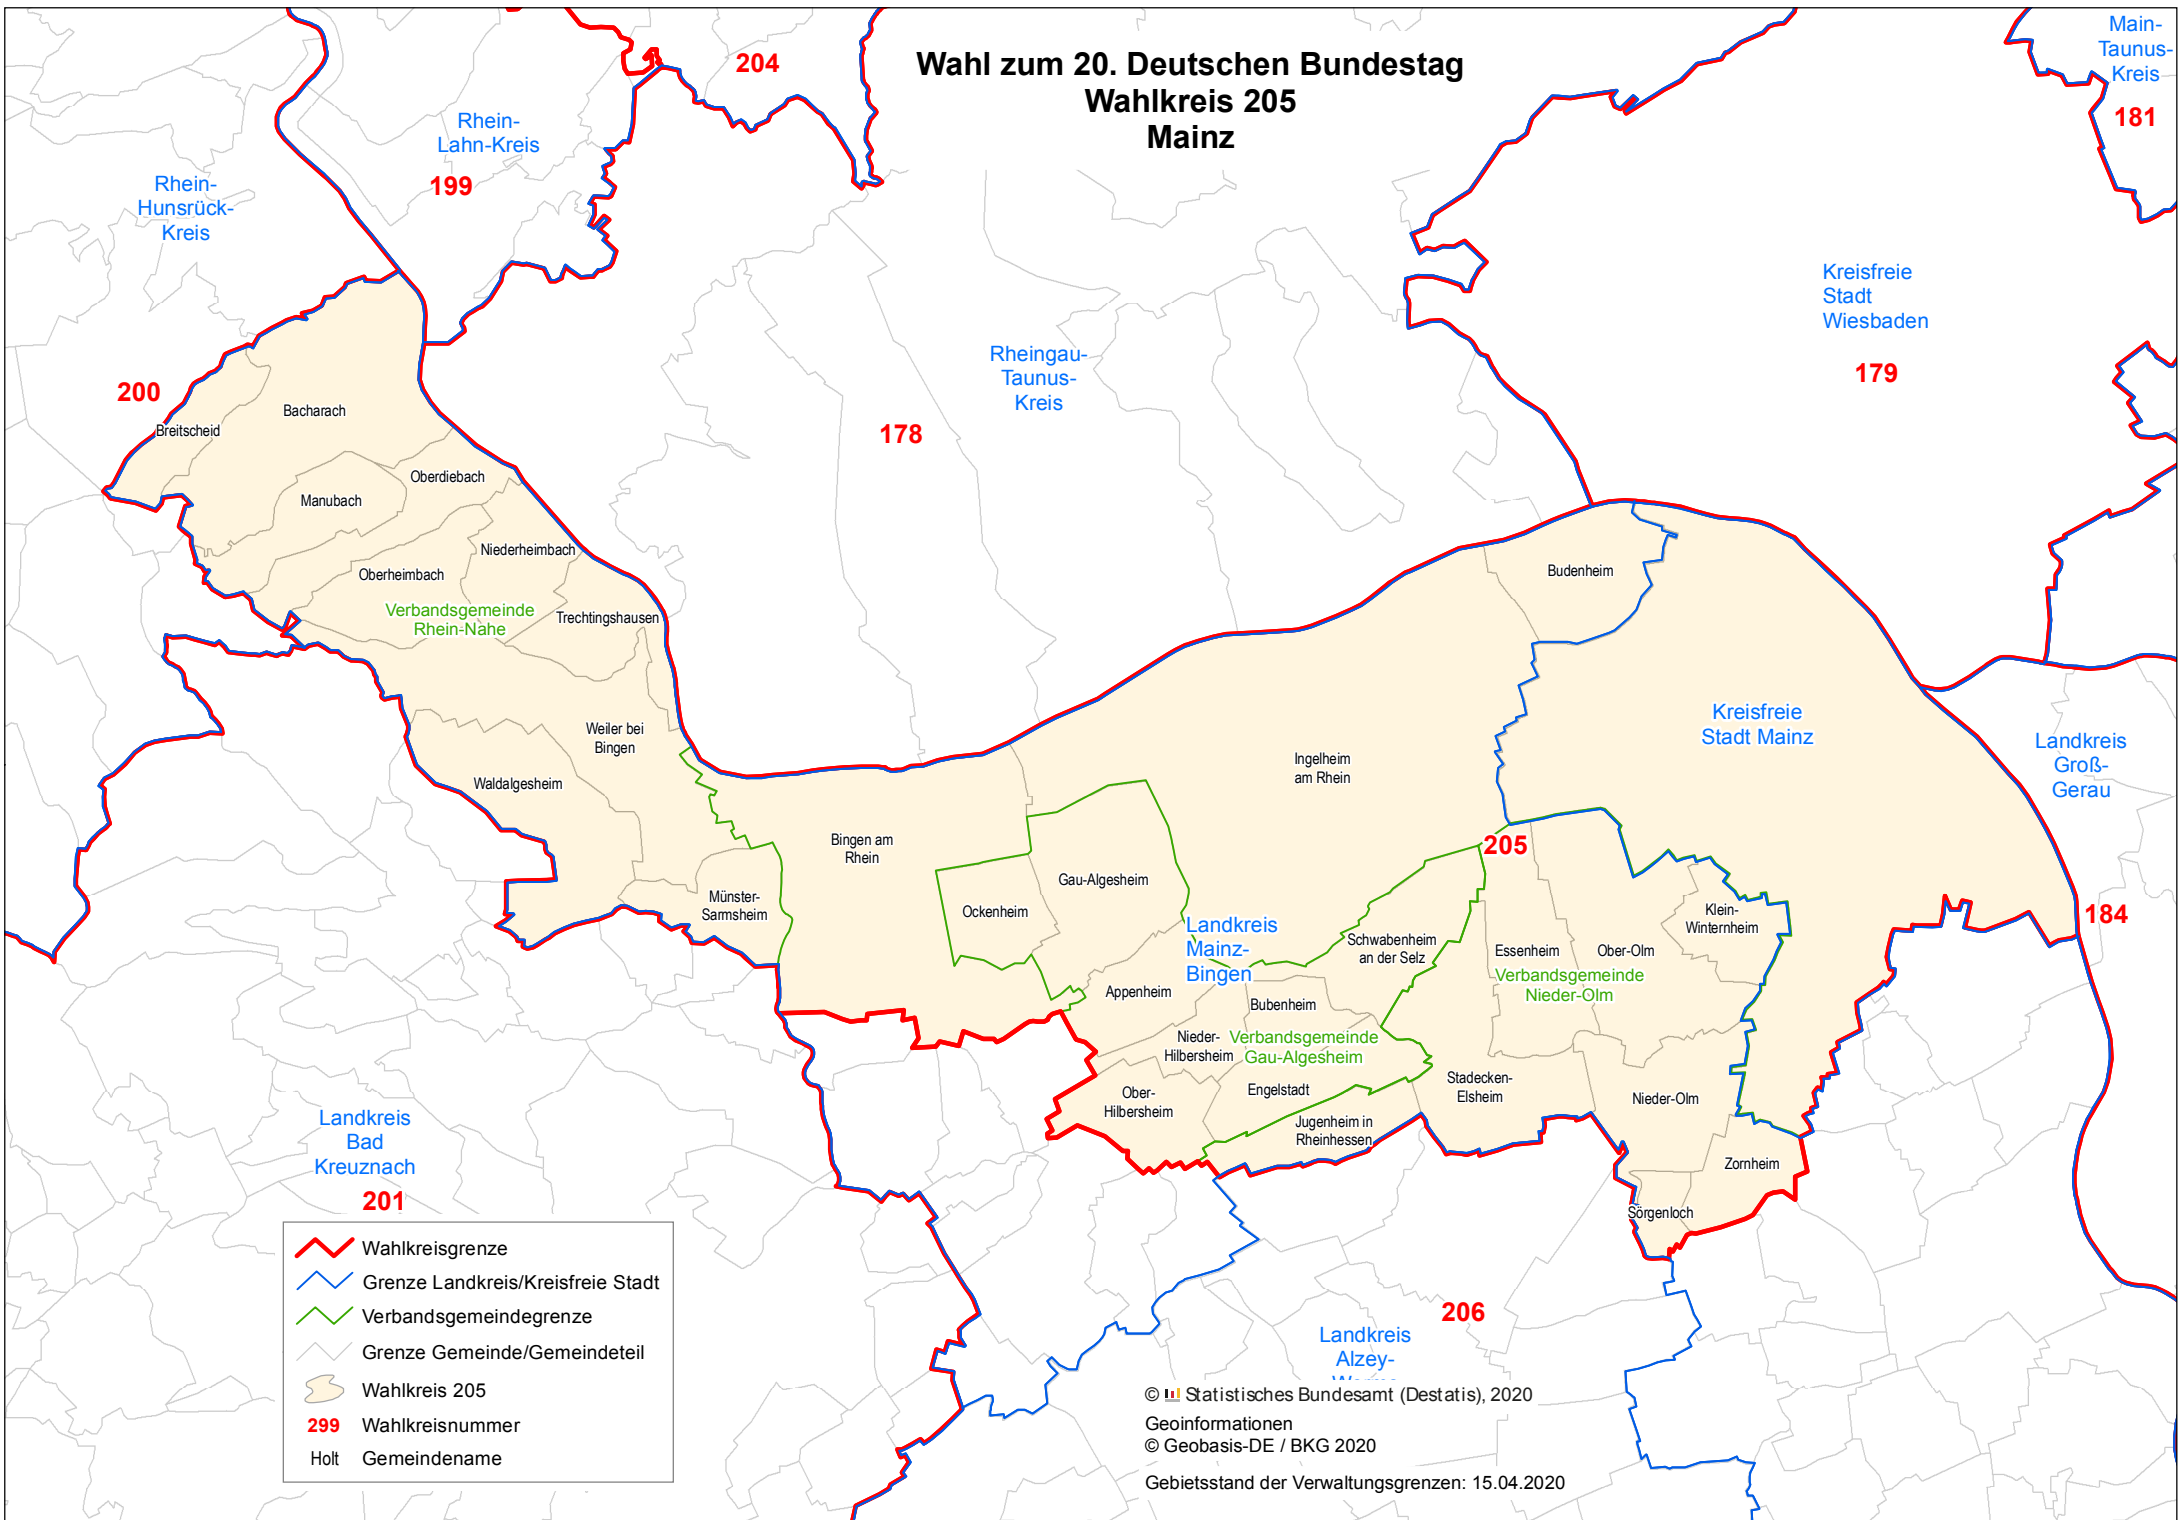 Wahl zum 20. Deutschen Bundestag
Wahlkreis 205
Mainz
204
Main-
Taunus-
Kreis
181
Rhein-
Lahn-Kreis
199
Rhein-
Hunsrück-
Kreis
200
Kreisfreie
Stadt
Wiesbaden
179
Rheingau-
Taunus-
Kreis
178
Bacharach
Breitscheid
Oberdiebach
Manubach
Niederheimbach
Oberheimbach
Verbandsgemeinde
Rhein-Nahe
Trechtingshausen
Weiler bei
Bingen
Waldalgesheim
Münster-
Sarmsheim
Budenheim
Kreisfreie
Stadt Mainz
Landkreis
Groß-
Gerau
184
Ingelheim
am Rhein
Bingen am
Rhein
205
Gau-Algesheim
Ockenheim
Landkreis
Mainz-
Bingen
Schwabenheim
an der Selz
Essenheim
Ober-Olm
Klein-
Winternheim
Verbandsgemeinde
Nieder-Olm
Appenheim
Bubenheim
Nieder-
Hilbersheim
Verbandsgemeinde
Gau-Algesheim
Ober-
Hilbersheim
Engelstadt
Stadecken-
Elsheim
Nieder-Olm
Jugenheim in
Rheinhessen
Zornheim
Sörgenloch
Landkreis
Bad
Kreuznach
201
206
Landkreis
Alzey-
Wahlkreisgrenze
Grenze Landkreis/Kreisfreie Stadt
Verbandsgemeindegrenze
Grenze Gemeinde/Gemeindeteil
Wahlkreis 205
299 Wahlkreisnummer
Holt Gemeindename
© Statistisches Bundesamt (Destatis), 2020
Geoinformationen
© Geobasis-DE / BKG 2020
Gebietsstand der Verwaltungsgrenzen: 15.04.2020